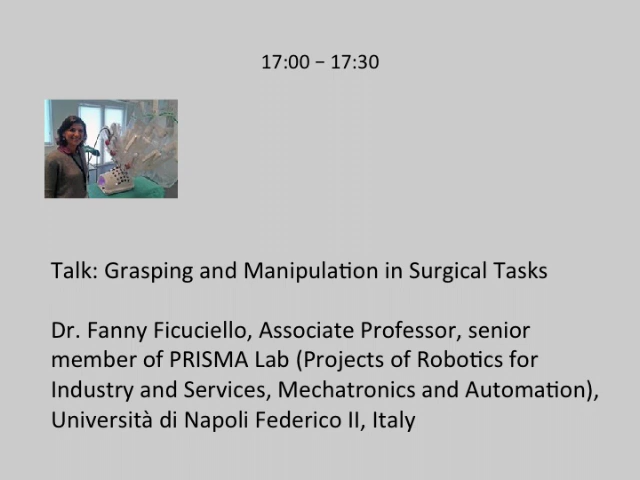 17:00 – 17:30
Talk: Grasping and Manipulation in Surgical Tasks
Dr. Fanny Ficuciello, Associate Professor, senior
member of PRISMA Lab (Projects of Robotics for
Industry and Services, Mechatronics and Automation),
Università di Napoli Federico II, Italy